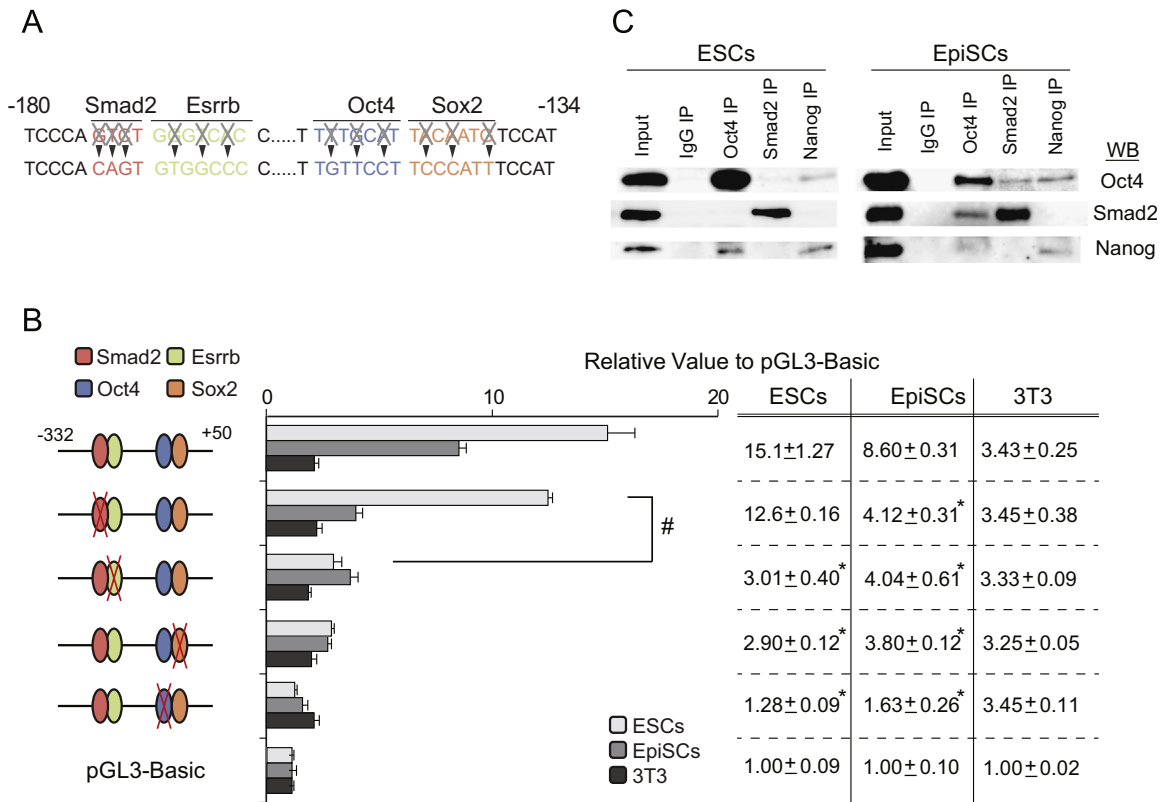 A
-180 Smad2 Esrrb Oct4 Sox2 -134
TCCCA GTCT GGGXCXC C.....T TTTGCAT TACAATG TCCAT
TCCCA CAGT GTGGCCC C.....T TGTTCCT TCCCATT TCCAT
C
ESCs EpiSCs
Input IgG IP Oct4 IP Smad2 IP Nanog IP Input IgG IP Oct4 IP Smad2 IP Nanog IP
WB
Oct4
Smad2
Nanog
B
Smad2 Esrrb
Oct4 Sox2
Relative Value to pGL3-Basic
0 10 20
ESCs EpiSCs 3T3
-332 +50
15.1±1.27 8.60±0.31 3.43±0.25
12.6±0.16 4.12±0.31* 3.45±0.38
#
3.01±0.40* 4.04±0.61* 3.33±0.09
2.90±0.12* 3.80±0.12* 3.25±0.05
1.28±0.09* 1.63±0.26* 3.45±0.11
pGL3-Basic
1.00±0.09 1.00±0.10 1.00±0.02
ESCs
EpiSCs
3T3